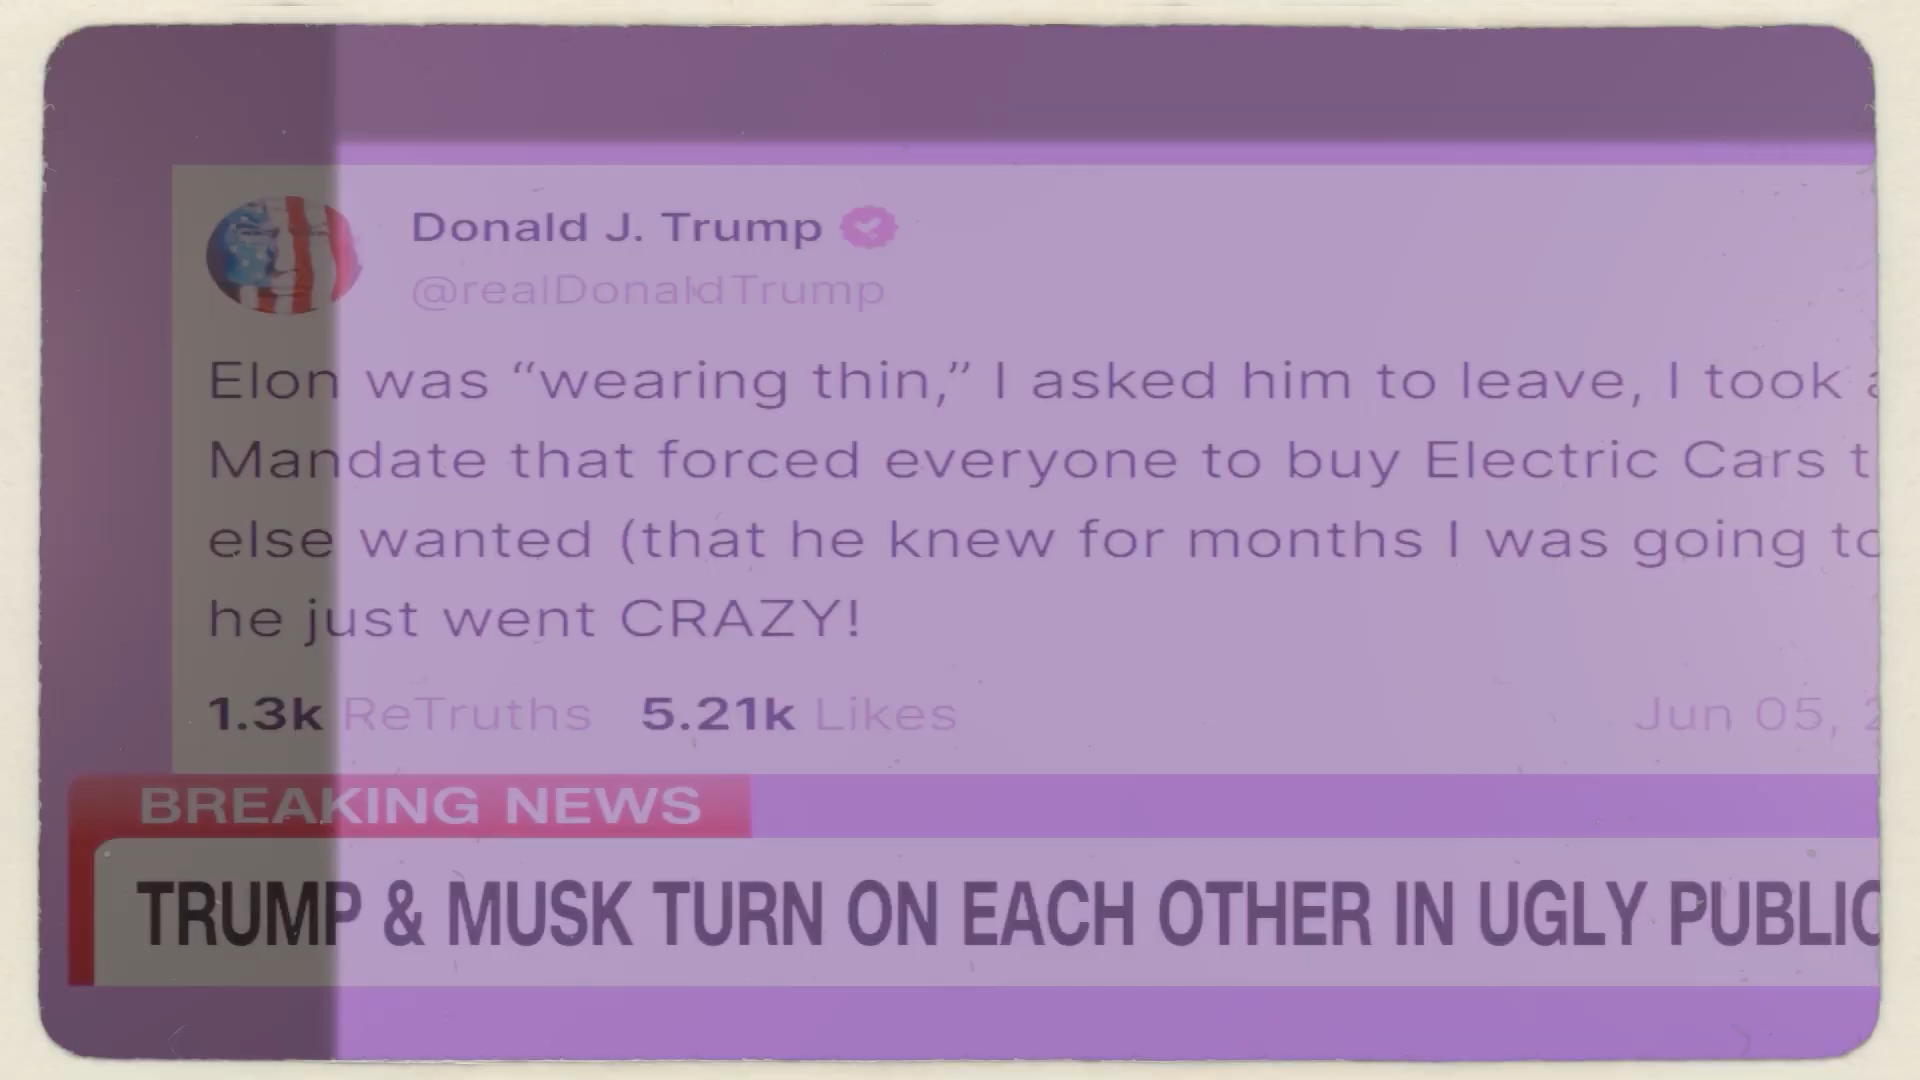 Donald J. Trump
@realDonaldTrump
Elon was “wearing thin,” I asked him to leave, I took
Mandate that forced everyone to buy Electric Cars
else wanted (that he knew for months I was going to
he just went CRAZY!
1.3k ReTruths 5.21k Likes Jun 05,
BREAKING NEWS
TRUMP & MUSK TURN ON EACH OTHER IN UGLY PUBLIC